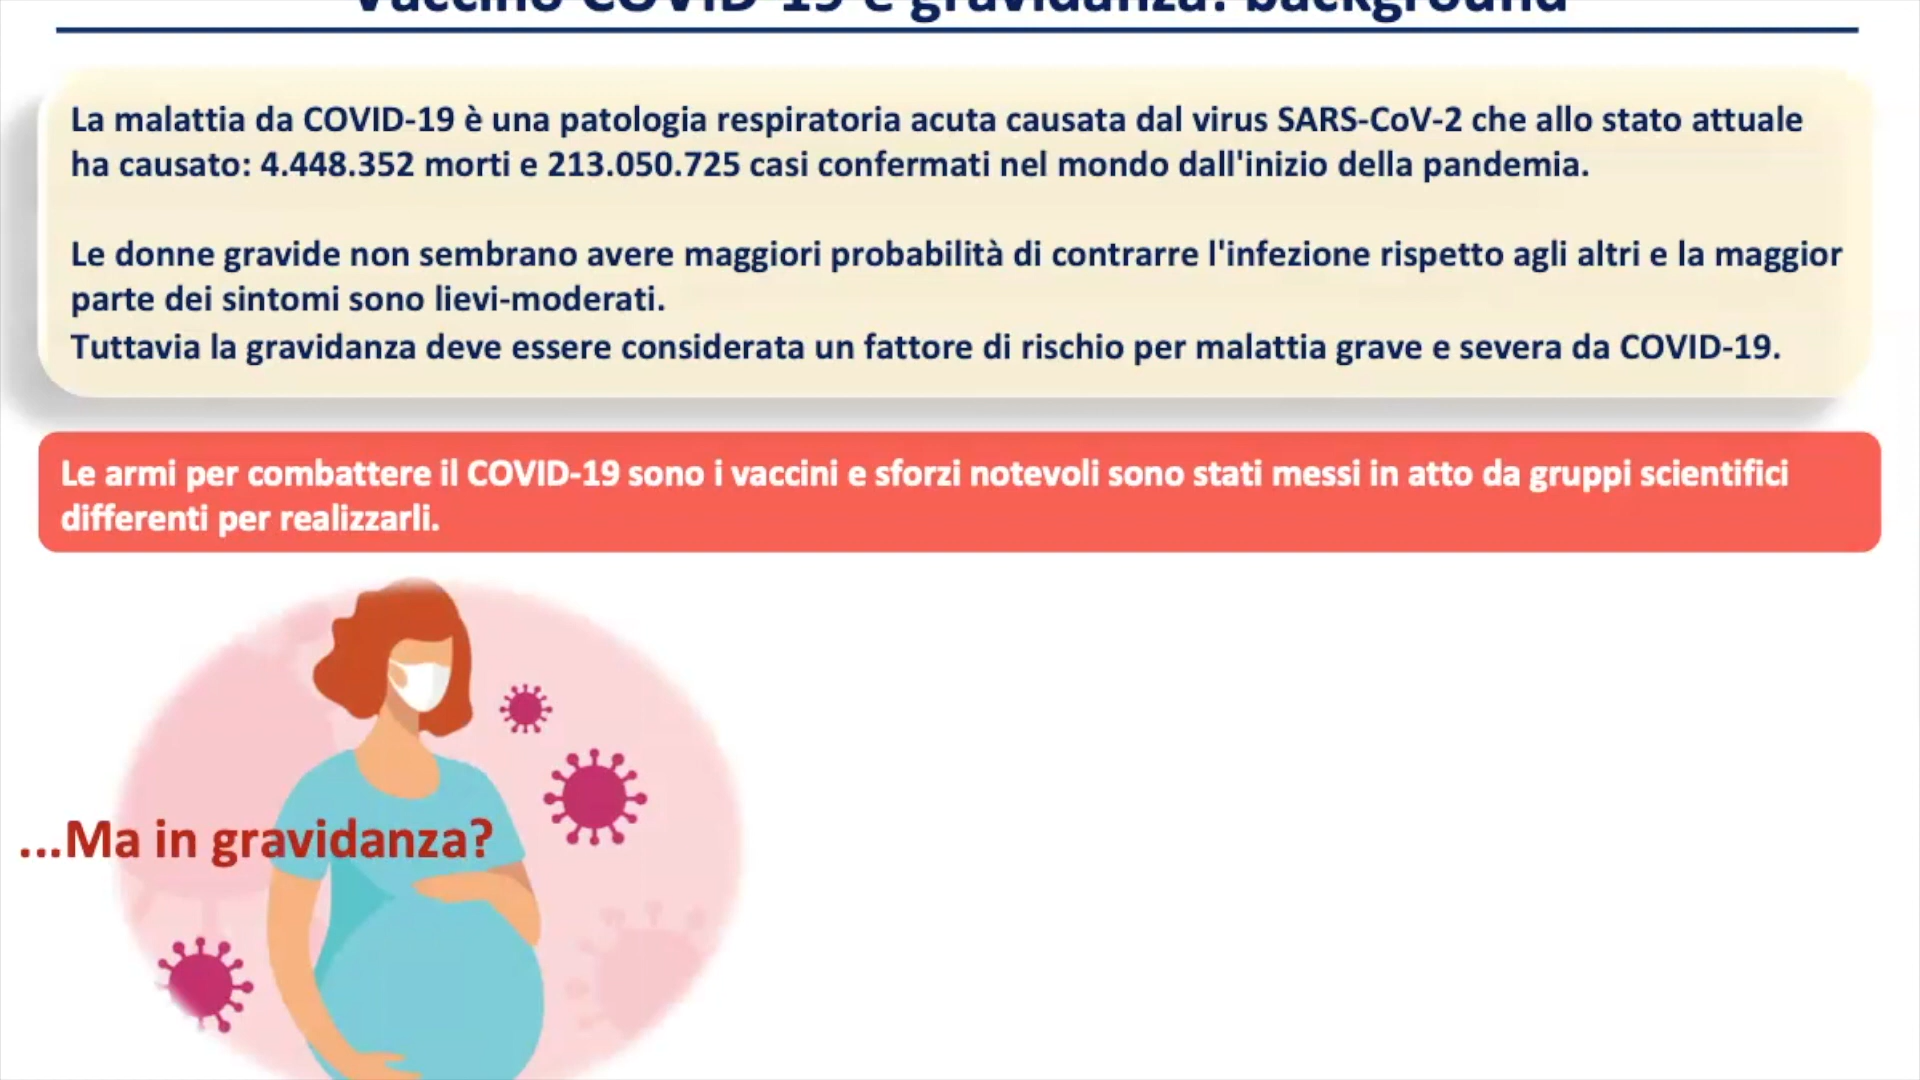 Vaccino COVID-19 e gravidanza: background
La malattia da COVID-19 è una patologia respiratoria acuta causata dal virus SARS-CoV-2 che allo stato attuale
ha causato: 4.448.352 morti e 213.050.725 casi confermati nel mondo dall'inizio della pandemia.
Le donne gravide non sembrano avere maggiori probabilità di contrarre l'infezione rispetto agli altri e la maggior
parte dei sintomi sono lievi-moderati.
Tuttavia la gravidanza deve essere considerata un fattore di rischio per malattia grave e severa da COVID-19.
Le armi per combattere il COVID-19 sono i vaccini e sforzi notevoli sono stati messi in atto da gruppi scientifici
differenti per realizzarli.
...Ma in gravidanza?